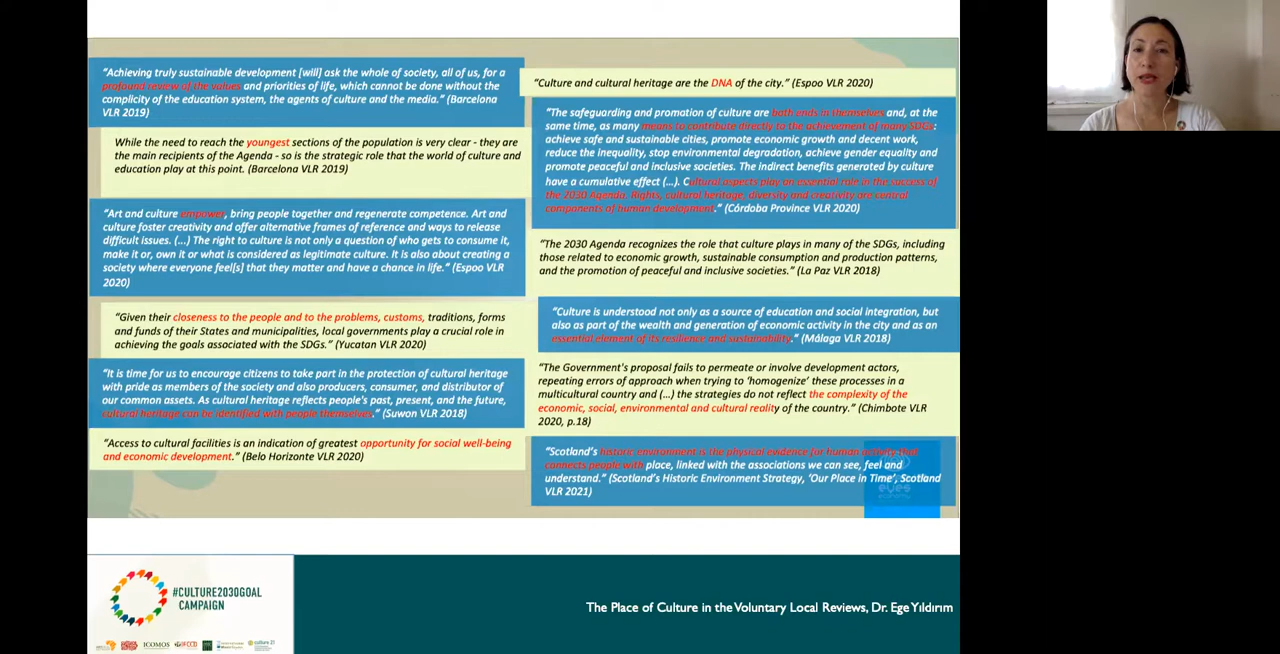 “Achieving truly sustainable development [will] ask the whole of society, all of us, for a
profound review of the values and priorities of life, which cannot be done without the
complicity of the education system, the agents of culture and the media.” (Barcelona
VLR 2019)
While the need to reach the youngest sections of the population is very clear - they are
the main recipients of the Agenda - so is the strategic role that the world of culture and
education play at this point. (Barcelona VLR 2019)
“Art and culture empower, bring people together and regenerate competence. Art and
culture foster creativity and offer alternative frames of reference and ways to release
difficult issues. (...) The right to culture is not only a question of who gets to consume it,
make it or, own it or what is considered as legitimate culture. It is also about creating a
society where everyone feel[s] that they matter and have a chance in life.” (Espoo VLR
2020)
“Given their closeness to the people and to the problems, customs, traditions, forms
and funds of their States and municipalities, local governments play a crucial role in
achieving the goals associated with the SDGs.” (Yucatan VLR 2020)
“It is time for us to encourage citizens to take part in the protection of cultural heritage
with pride as members of the society and also producers, consumer, and distributor of
our common assets. As cultural heritage reflects people's past, present, and the future,
cultural heritage can be identified with people themselves.” (Suwon VLR 2018)
“Access to cultural facilities is an indication of greatest opportunity for social well-being
and economic development.” (Belo Horizonte VLR 2020)
“Culture and cultural heritage are the DNA of the city.” (Espoo VLR 2020)
“The safeguarding and promotion of culture are both ends in themselves and, at the
same time, as many means to contribute directly to the achievement of many SDGs:
achieve safe and sustainable cities, promote economic growth and decent work,
reduce the inequality, stop environmental degradation, achieve gender equality and
promote peaceful and inclusive societies. The indirect benefits generated by culture
have a cumulative effect (...). Cultural aspects play an essential role in the success of
the 2030 Agenda. Rights, cultural heritage, diversity and creativity are central
components of human development.” (Córdoba Province VLR 2020)
“The 2030 Agenda recognizes the role that culture plays in many of the SDGs, including
those related to economic growth, sustainable consumption and production patterns,
and the promotion of peaceful and inclusive societies.” (La Paz VLR 2018)
“Culture is understood not only as a source of education and social integration, but
also as part of the wealth and generation of economic activity in the city and as an
essential element of its resilience and sustainability.” (Málaga VLR 2018)
“The Government's proposal fails to permeate or involve development actors,
repeating errors of approach when trying to ‘homogenize’ these processes in a
multicultural country and (...) the strategies do not reflect the complexity of the
economic, social, environmental and cultural reality of the country.” (Chimbote VLR
2020, p.18)
“Scotland's historic environment is the physical evidence for human activity that
connects people with place, linked with the associations we can see, feel and
understand.” (Scotland's Historic Environment Strategy, ‘Our Place in Time’, Scotland
VLR 2021)
eyes
#CULTURE2030GOAL
CAMPAIGN
ICOMOS
IFCCD
culture 21
The Place of Culture in the Voluntary Local Reviews, Dr. Ege Yıldırım